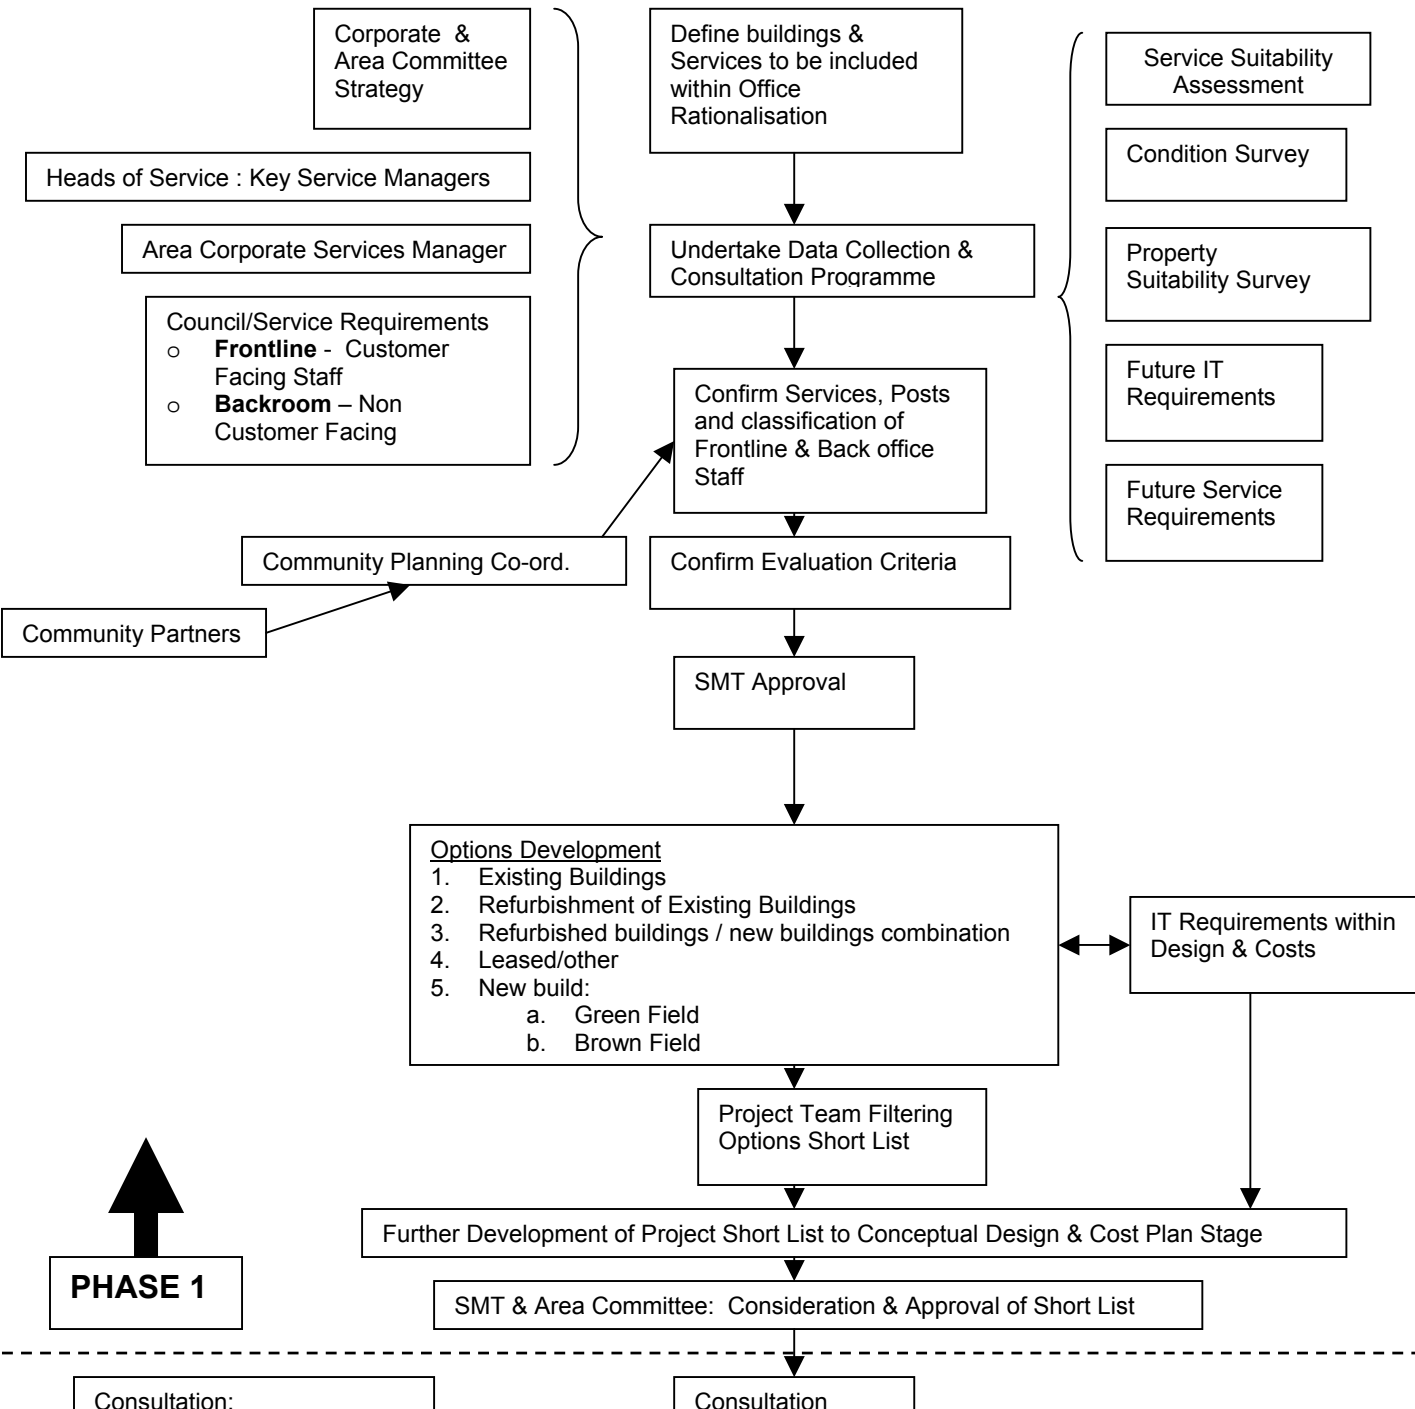 Corporate &
Area Committee
Strategy
Define buildings &
Services to be included
within Office
Rationalisation
Service Suitability
Assessment
Condition Survey
Heads of Service : Key Service Managers
Area Corporate Services Manager
Undertake Data Collection &
Consultation Programme
Property
Suitability Survey
Council/Service Requirements
o Frontline - Customer
Facing Staff
o Backroom – Non
Customer Facing
Confirm Services, Posts
and classification of
Frontline & Back office
Staff
Future IT
Requirements
Future Service
Requirements
Community Planning Co-ord.
Confirm Evaluation Criteria
Community Partners
SMT Approval
Options Development
1. Existing Buildings
2. Refurbishment of Existing Buildings
3. Refurbished buildings / new buildings combination
4. Leased/other
5. New build:
a. Green Field
b. Brown Field
IT Requirements within
Design & Costs
Project Team Filtering
Options Short List
Further Development of Project Short List to Conceptual Design & Cost Plan Stage
PHASE 1
SMT & Area Committee: Consideration & Approval of Short List
Consultation:
Consultation